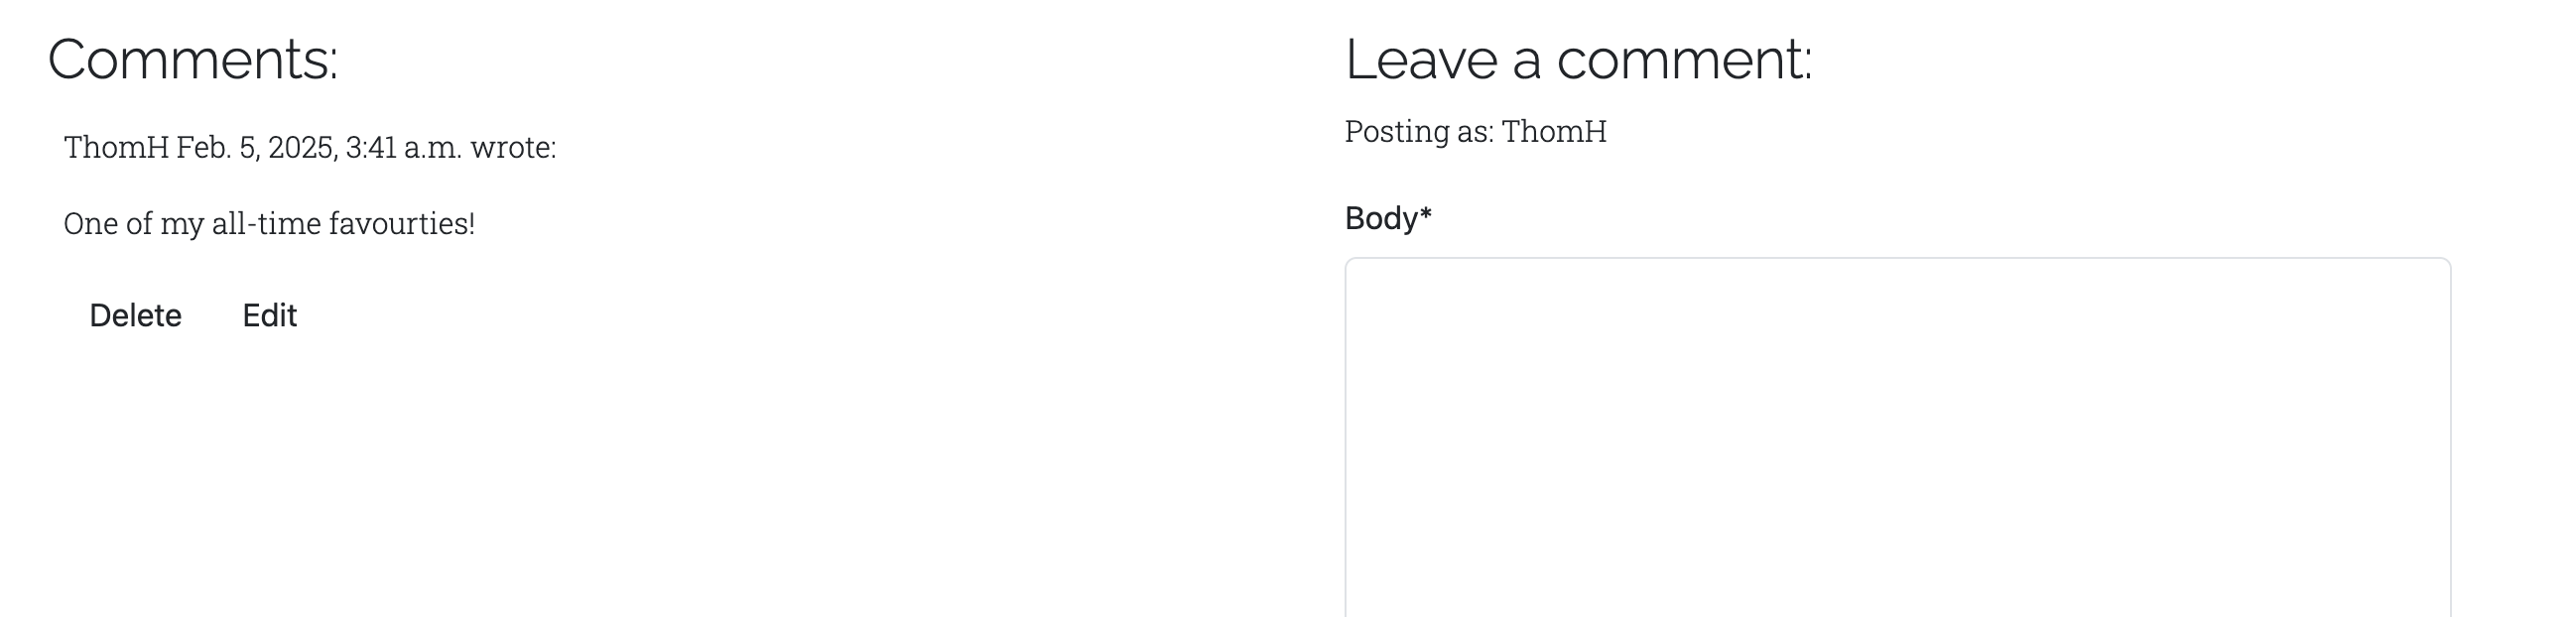 Comments:
ThomH Feb. 5, 2025, 3:41 a.m. wrote:
One of my all-time favourties!
Delete
Edit
Leave a comment:
Posting as: ThomH
Body*